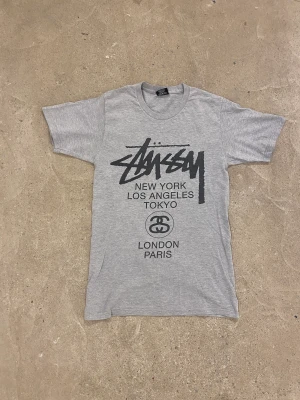 Stüssy
NEW YORK
LOS ANGELES
TOKYO
LONDON
PARIS